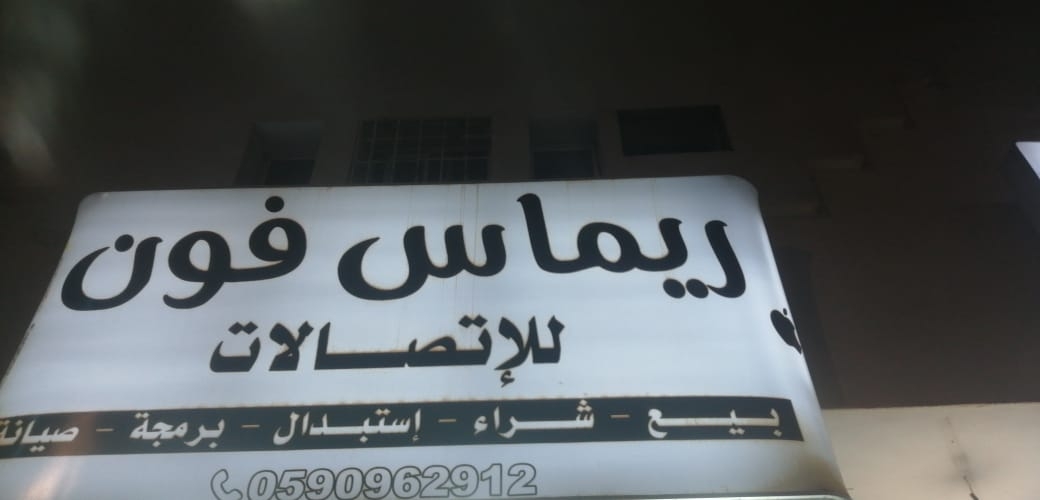 ريماس فون
للإتصالات
بيع - شراء - إستبدال - برمجة - صيانة
0590962912